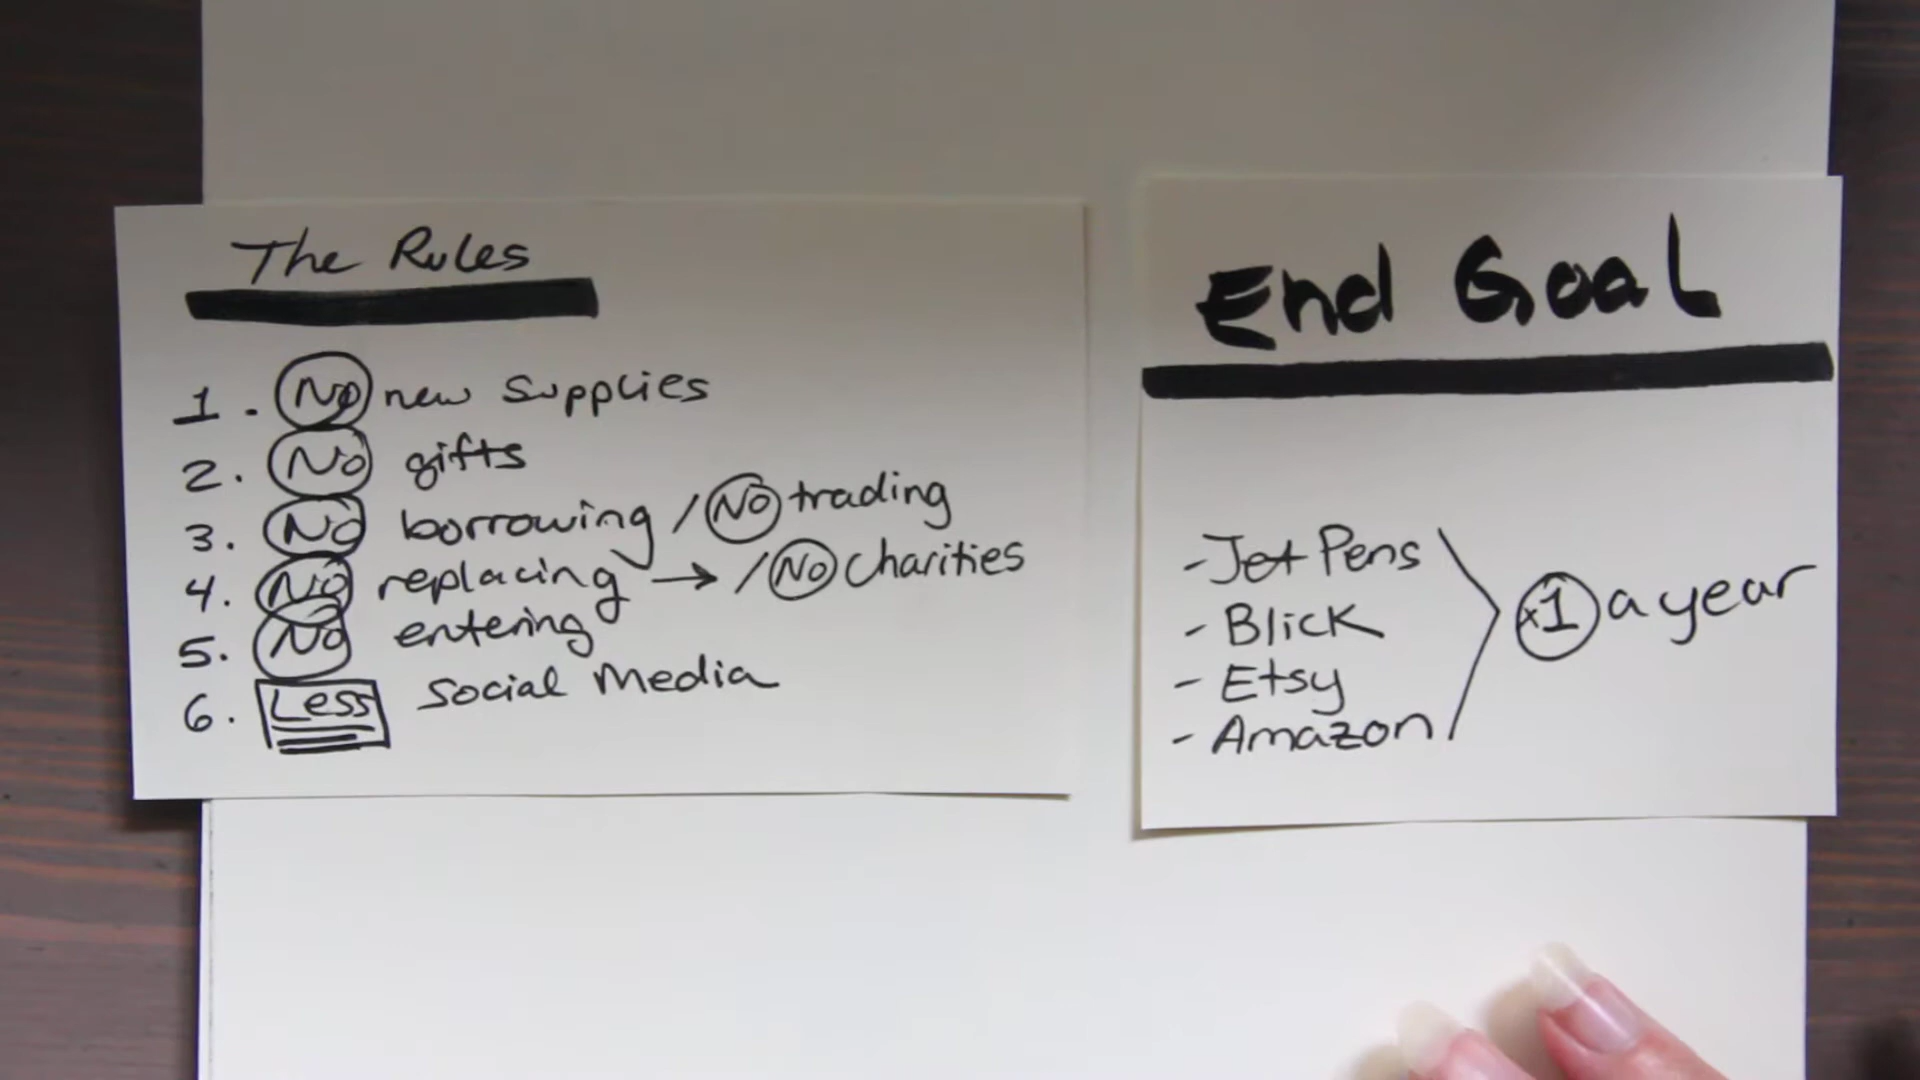 The Rules
1. No new supplies
2. No gifts
3. No borrowing / No trading
4. No replacing → / No charities
5. No entering
6. Less social media
End Goal
- Jet Pens
- Blick
- Etsy
- Amazon
x1 a year